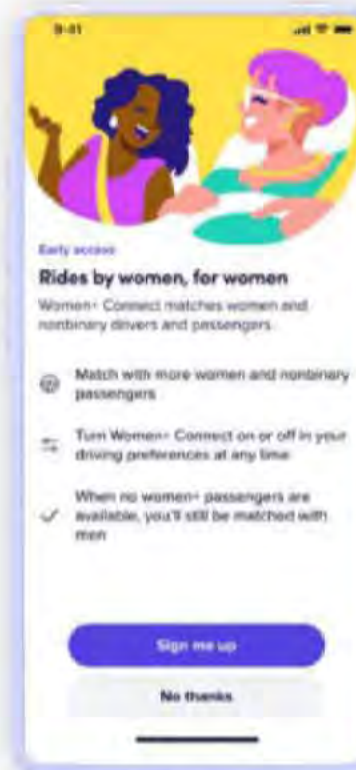 9:41
Early access
Rides by women, for women
Women+ Connect matches women and
nonbinary drivers and passengers.
Match with more women and nonbinary
passengers
Turn Women+ Connect on or off in your
driving preferences at any time
When no women+ passengers are
available, you'll still be matched with
men
Sign me up
No thanks